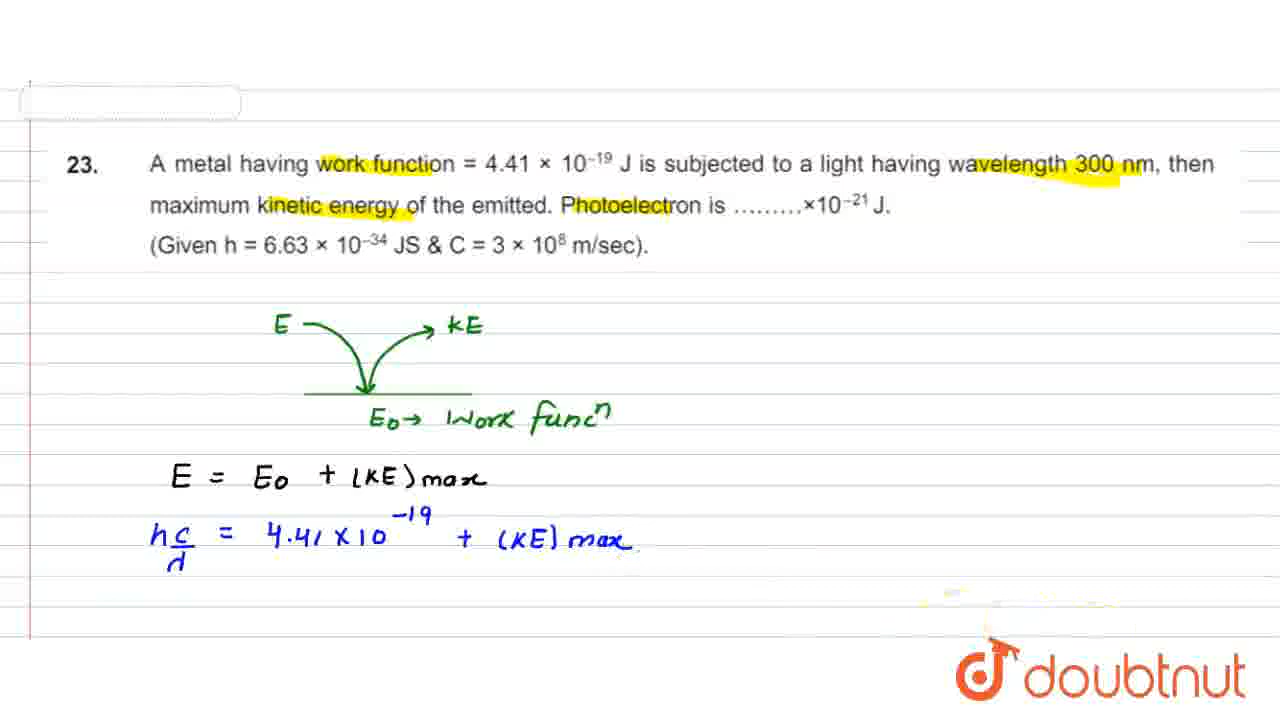 23. A metal having work function = 4.41 × 10⁻¹⁹ J is subjected to a light having wavelength 300 nm, then
maximum kinetic energy of the emitted. Photoelectron is .........×10⁻²¹ J.
(Given h = 6.63 × 10⁻³⁴ JS & C = 3 × 10⁸ m/sec).
E KE
E₀→ Work funcⁿ
E = E₀ + (KE) max
h c/λ = 4.41 × 10⁻¹⁹ + (KE) max
doubtnut